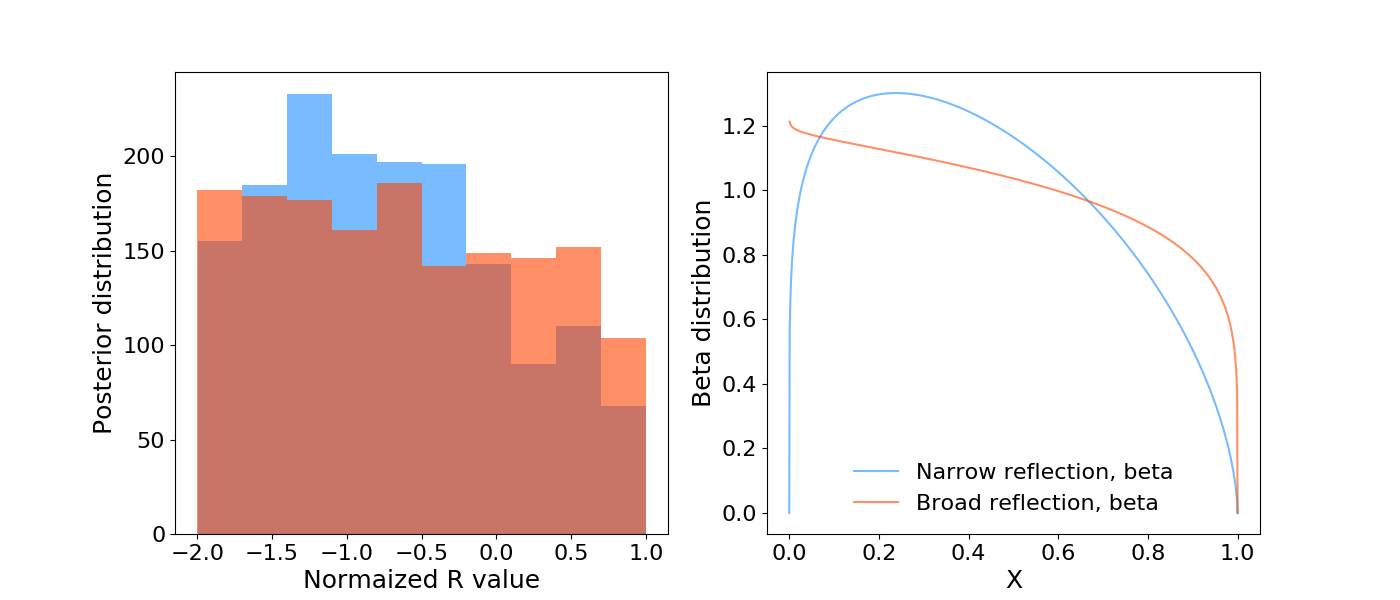 Posterior distribution
200
150
100
50
0
−2.0 −1.5 −1.0 −0.5 0.0 0.5 1.0
Normaized R value
Beta distribution
1.2
1.0
0.8
0.6
0.4
0.2
0.0
Narrow reflection, beta
Broad reflection, beta
0.0 0.2 0.4 0.6 0.8 1.0
X